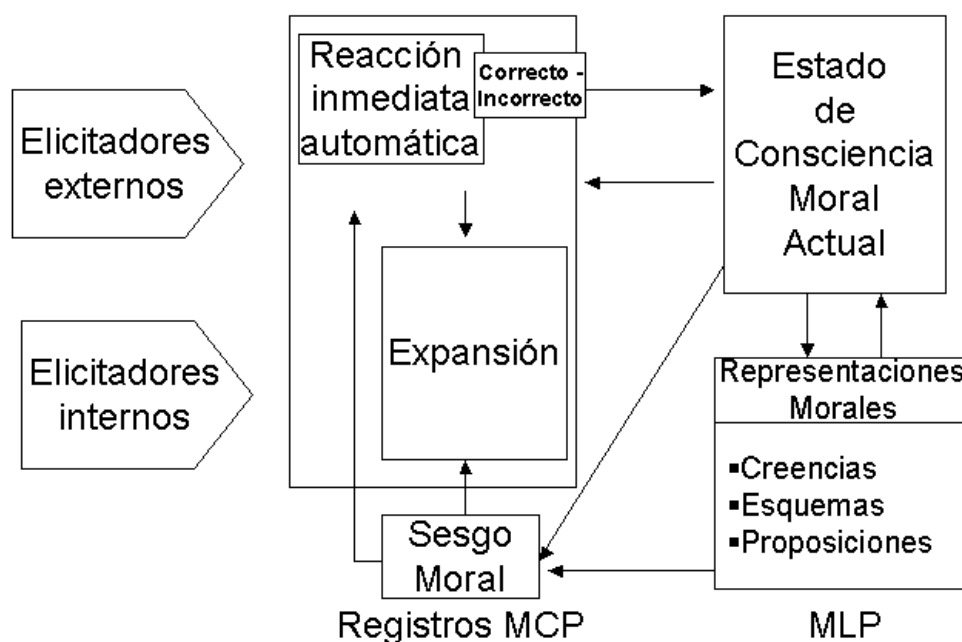 Elicitadores
externos
Elicitadores
internos
Reacción
inmediata
automática
Correcto -
Incorrecto
Expansión
Sesgo
Moral
Registros MCP
Estado
de
Consciencia
Moral
Actual
Representaciones
Morales
▪Creencias
▪Esquemas
▪Proposiciones
MLP